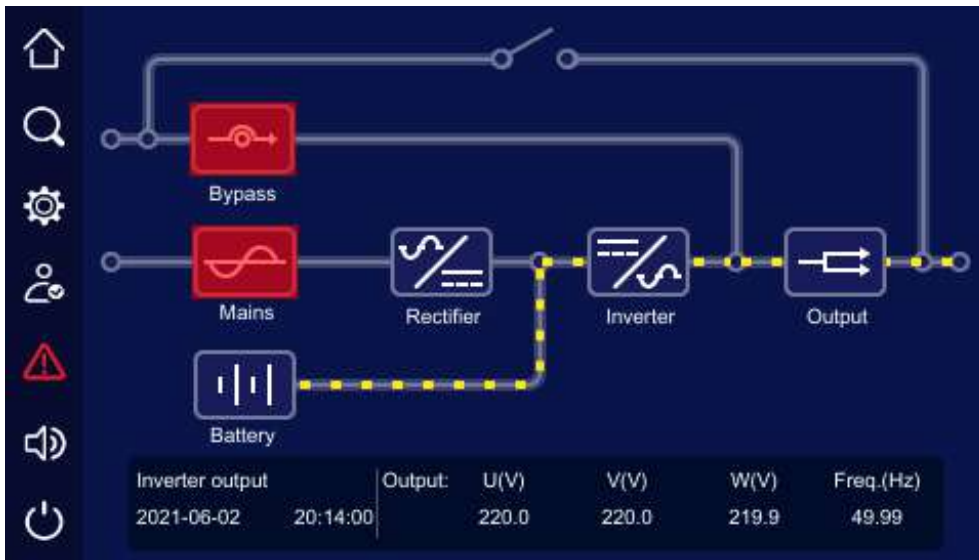 Bypass
Mains
Rectifier
Inverter
Output
Battery
Inverter output
Output: U(V) V(V) W(V) Freq.(Hz)
2021-06-02 20:14:00 220.0 220.0 219.9 49.99